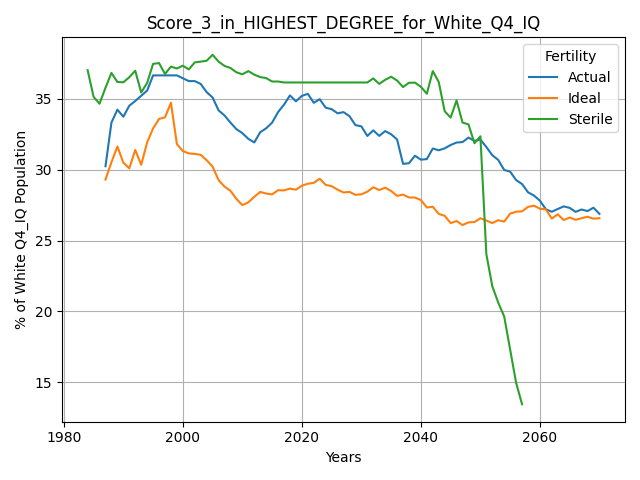 Score_3_in_HIGHEST_DEGREE_for_White_Q4_IQ
% of White Q4_IQ Population
35
30
25
20
15
Fertility
Actual
Ideal
Sterile
1980
2000
2020
2040
2060
Years